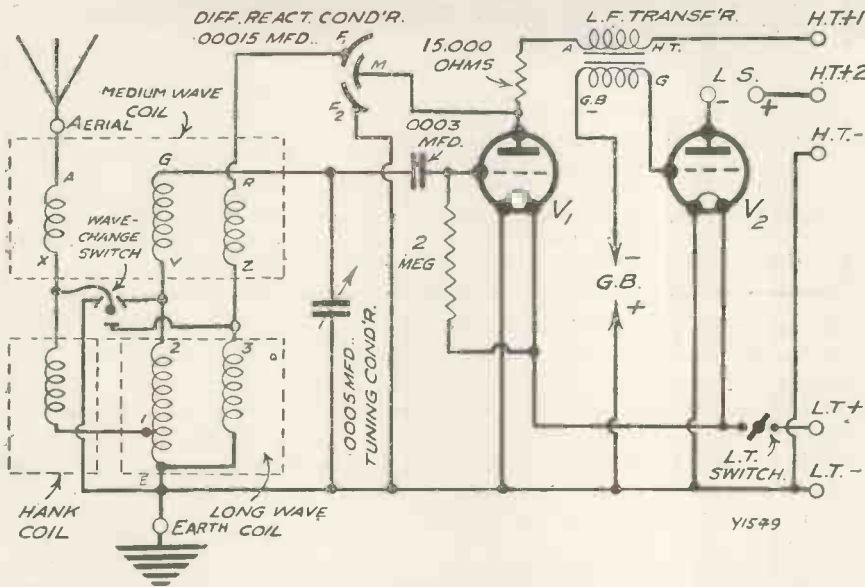 DIFF. REACT. COND'R.
.00015 MFD..
F.
M
F2
15.000
OHMS
L.F. TRANSF'R.
A
H.T.
G.B
-
G
H.T.+1
H.T.+2
L S.
-
+
H.T.-
MEDIUM WAVE
COIL
AERIAL
A
G
R
.0003
MFD.
V1
V2
WAVE-
CHANGE
SWITCH
X
V
Z
2
MEG
-
G.B.
+
2
3
1
E
.0005 MFD.
TUNING COND'R.
L.T.+
L.T.
SWITCH.
L.T.-
HANK
COIL
EARTH
LONG WAVE
COIL
Y1549